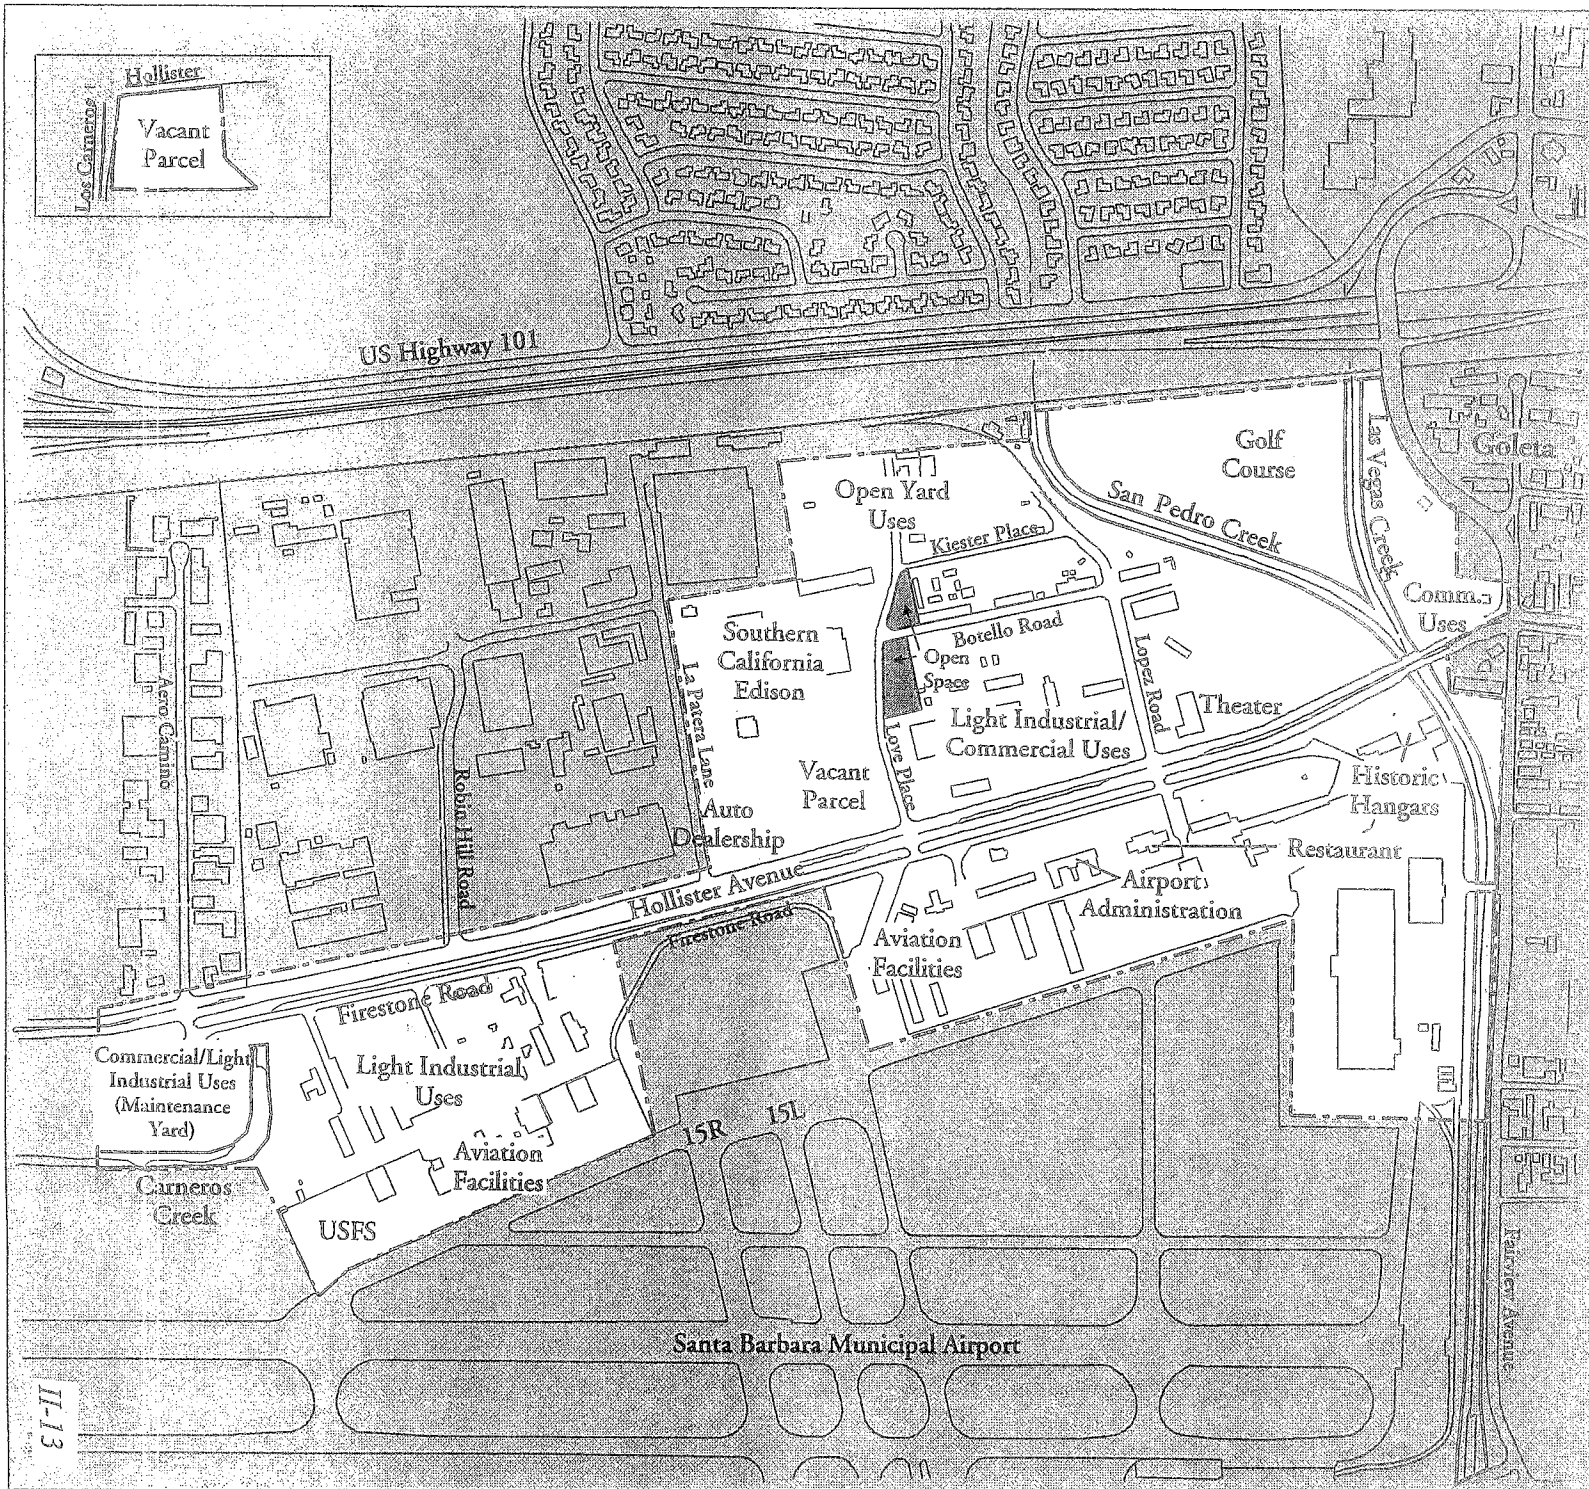 Hollister
Los Carneros
Vacant
Parcel
US Highway 101
Golf
Course
Las Vegas Creek
Goleta
Open Yard
Uses
San Pedro Creek
Kiester Place
Comm.
Uses
Southern
California
Edison
Botello Road
Open
Space
Lopez Road
Theater
Aero Camino
La Patera Lane
Light Industrial/
Commercial Uses
Love Place
Vacant
Parcel
Robin Hill Road
Auto
Dealership
Historic
Hangars
Restaurant
Hollister Avenue
Airport
Administration
Firestone Road
Aviation
Facilities
Firestone Road
Commercial/Light
Industrial Uses
(Maintenance
Yard)
Light Industrial
Uses
15R
15L
Aviation
Facilities
Carneros
Creek
USFS
Fairview Avenue
Santa Barbara Municipal Airport
II-13